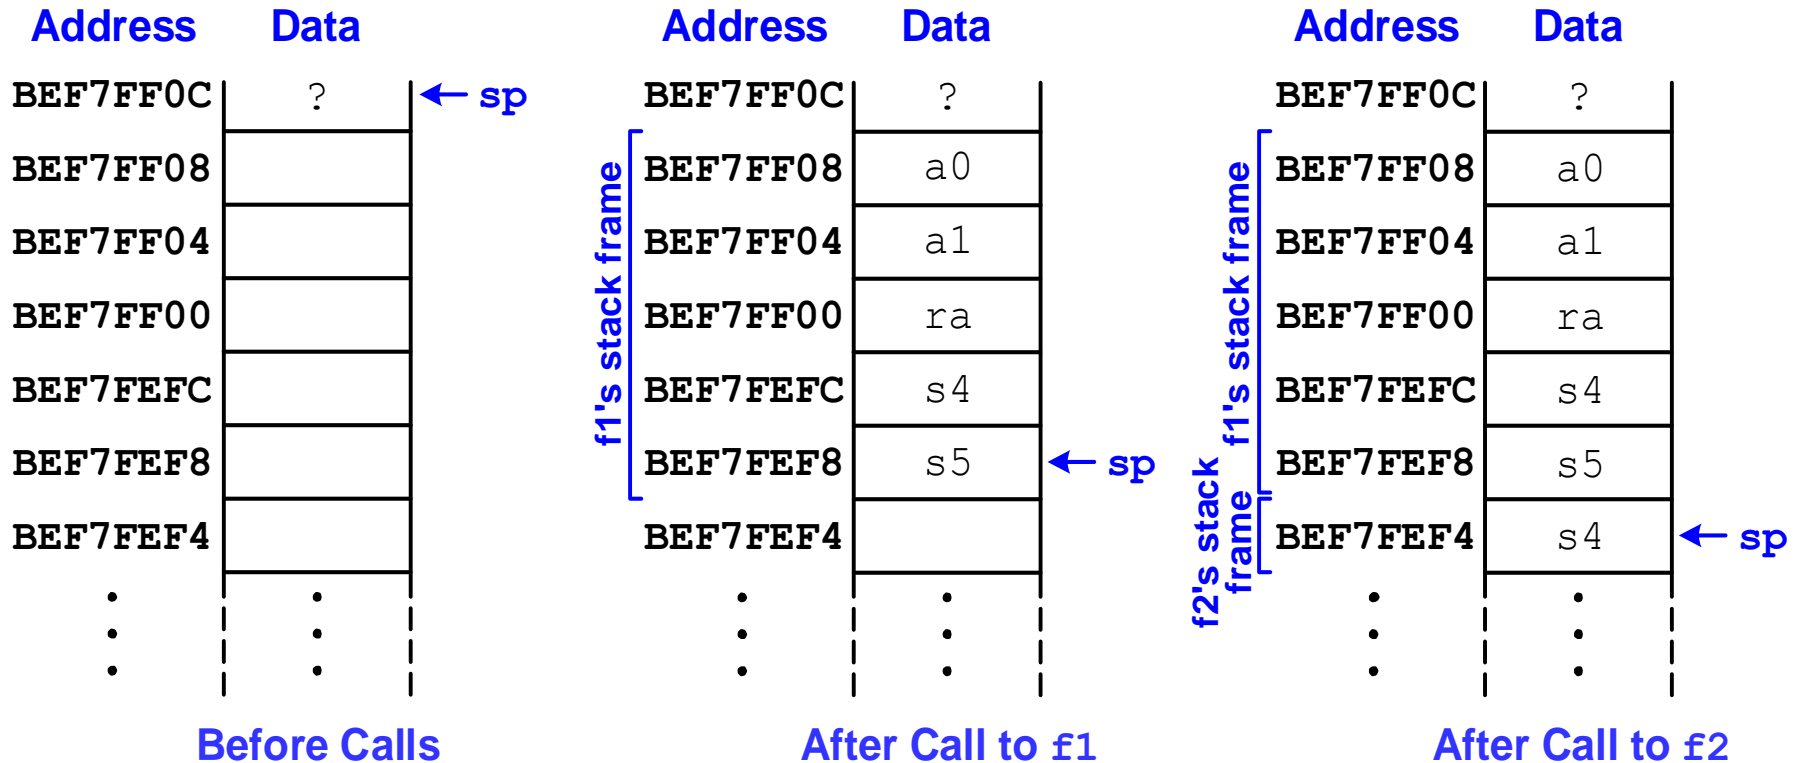 Address Data
BEF7FF0C ? sp
BEF7FF08
BEF7FF04
BEF7FF00
BEF7FEFC
BEF7FEF8
BEF7FEF4
Before Calls
Address Data
BEF7FF0C ?
BEF7FF08 a0
BEF7FF04 a1
BEF7FF00 ra
BEF7FEFC s4
BEF7FEF8 s5 sp
BEF7FEF4
f1's stack frame
After Call to f1
Address Data
BEF7FF0C ?
BEF7FF08 a0
BEF7FF04 a1
BEF7FF00 ra
BEF7FEFC s4
BEF7FEF8 s5
BEF7FEF4 s4 sp
f1's stack frame
f2's stack
frame
After Call to f2